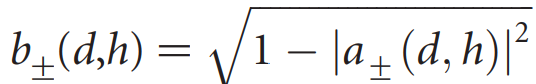 b±(d,h) = √1 − |a±(d, h)|²